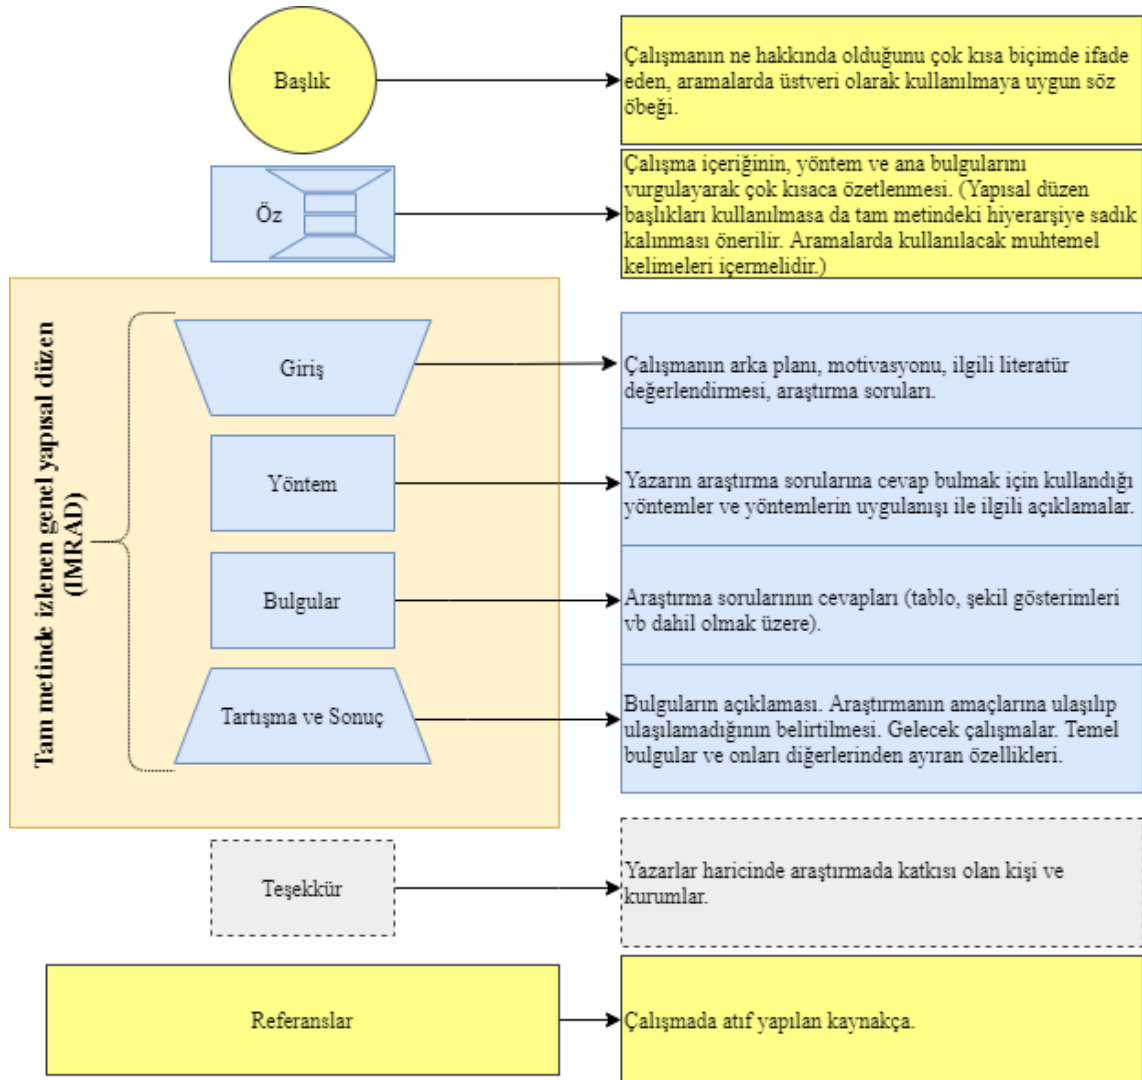 Başlık
Çalışmanın ne hakkında olduğunu çok kısa biçimde ifade
eden, aramalarda üstveri olarak kullanılmaya uygun söz
öbeği.
Öz
Çalışma içeriğinin, yöntem ve ana bulgularını
vurgulayarak çok kısaca özetlenmesi. (Yapısal düzen
başlıkları kullanılmasa da tam metindeki hiyerarşiye sadık
kalınması önerilir. Aramalarda kullanılacak muhtemel
kelimeleri içermelidir.)
Tam metinde izlenen genel yapısal düzen
(IMRAD)
Giriş
Çalışmanın arka planı, motivasyonu, ilgili literatür
değerlendirmesi, araştırma soruları.
Yöntem
Yazarın araştırma sorularına cevap bulmak için kullandığı
yöntemler ve yöntemlerin uygulanışı ile ilgili açıklamalar.
Bulgular
Araştırma sorularının cevapları (tablo, şekil gösterimleri
vb dahil olmak üzere).
Tartışma ve Sonuç
Bulguların açıklaması. Araştırmanın amaçlarına ulaşılıp
ulaşılamadığının belirtilmesi. Gelecek çalışmalar. Temel
bulgular ve onları diğerlerinden ayıran özellikleri.
Teşekkür
Yazarlar haricinde araştırmada katkısı olan kişi ve
kurumlar.
Referanslar
Çalışmada atıf yapılan kaynakça.